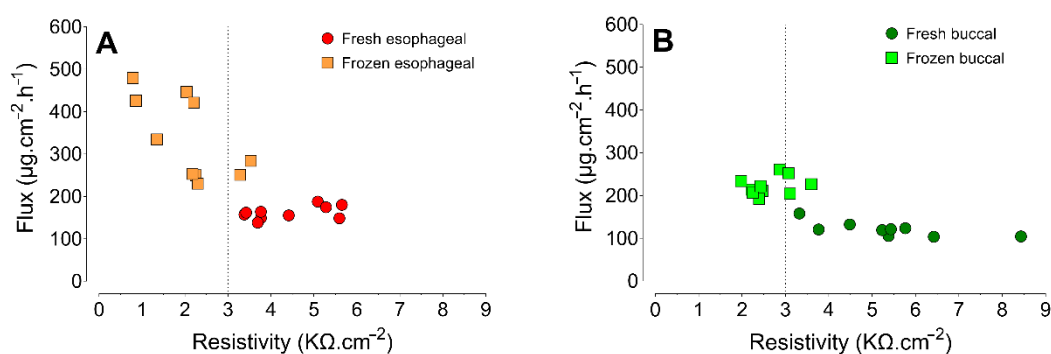 A
Fresh esophageal
Frozen esophageal
Flux (µg.cm⁻².h⁻¹)
600
500
400
300
200
100
0
0 1 2 3 4 5 6 7 8 9
Resistivity (KΩ.cm⁻²)
B
Fresh buccal
Frozen buccal
Flux (µg.cm⁻².h⁻¹)
600
500
400
300
200
100
0
0 1 2 3 4 5 6 7 8 9
Resistivity (KΩ.cm⁻²)